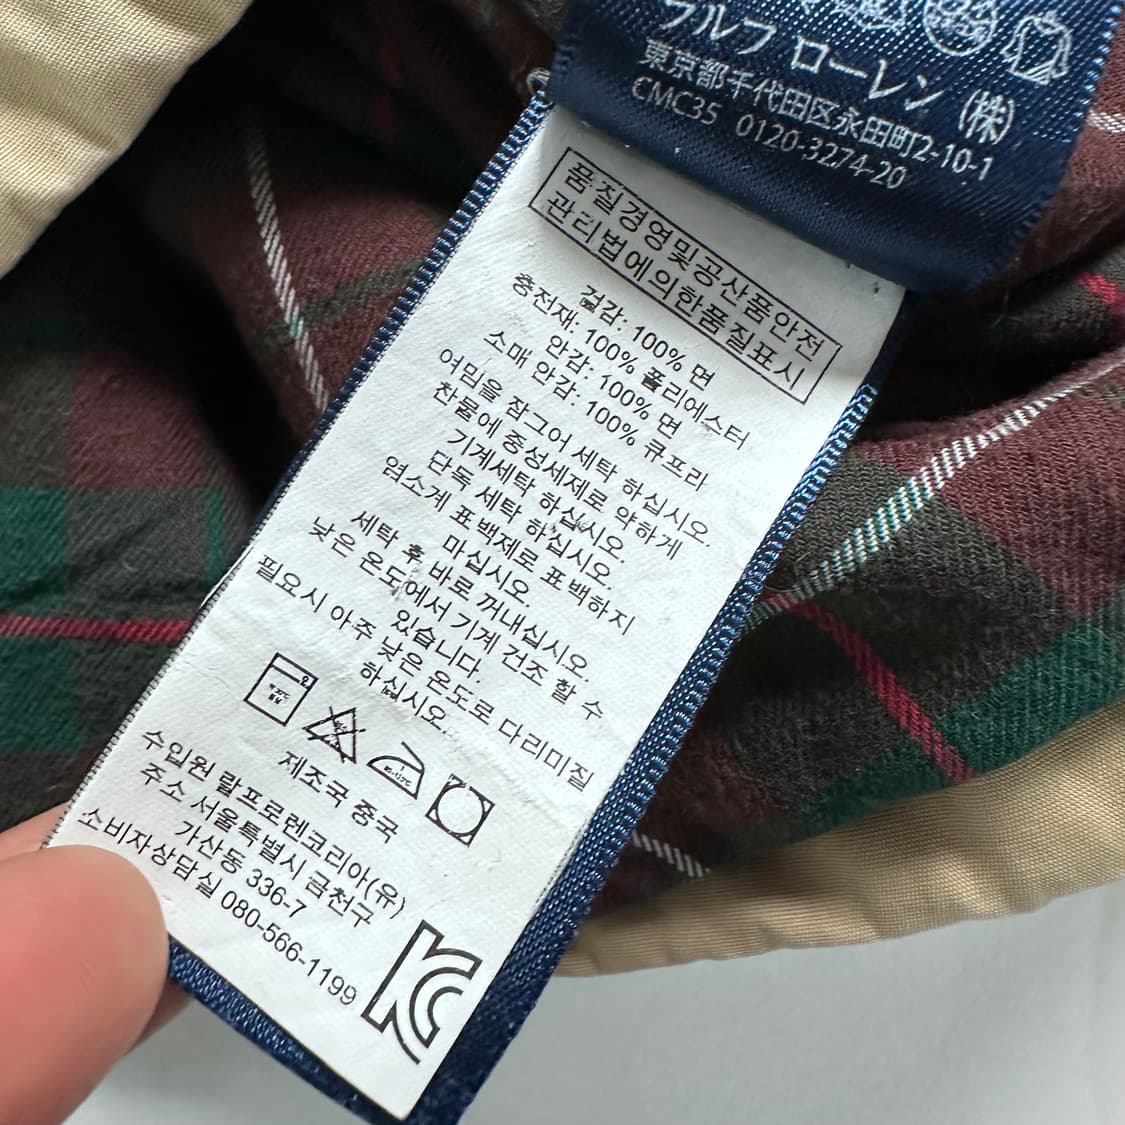 ラルフ ローレン (株)
東京都千代田区永田町2-10-1
CMC35 0120-3274-20
품질경영및공산품안전
관리법에의한품질표시
겉감: 100% 면
충전재: 100% 폴리에스터
안감: 100% 면
소매 안감: 100% 큐프라
여밈을 잠그어 세탁 하십시오.
찬물에 중성세제로 약하게
기계세탁 하십시오.
단독 세탁 하십시오.
염소계 표백제로 표백하지
마십시오.
세탁 후 바로 꺼내십시오
낮은 온도에서 기계 건조 할 수
있습니다.
필요시 아주 낮은 온도로 다리미질
하십시오.
제조국 중국
수입원 랄프로렌코리아(유)
주소 서울특별시 금천구
가산동 336-7
소비자상담실 080-566-1199